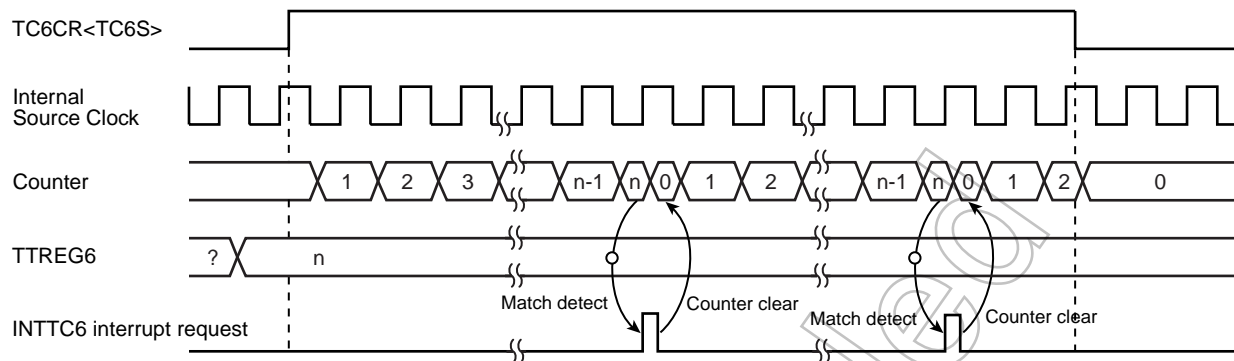 TC6CR<TC6S>
Internal
Source Clock
Counter
1 2 3 n-1 n 0 1 2 n-1 n 0 1 2 0
TTREG6
? n
Match detect Counter clear Match detect Counter clear
INTTC6 interrupt request